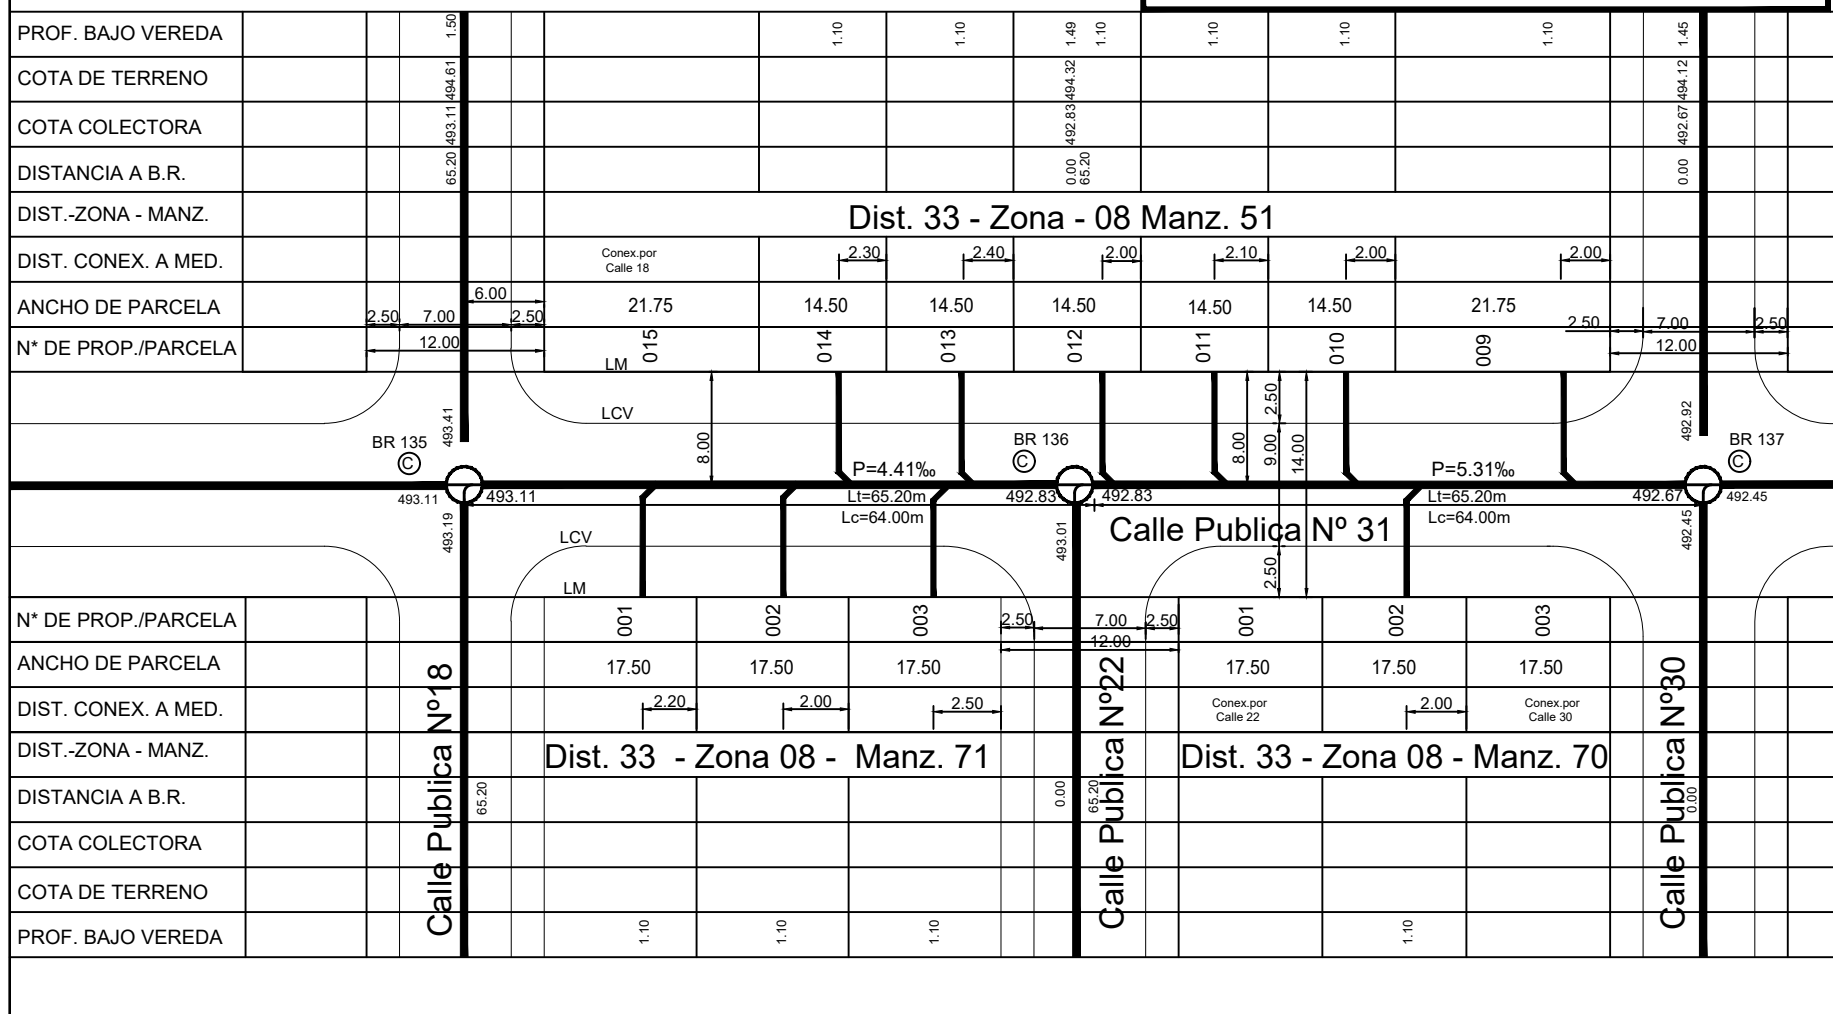 PROF. BAJO VEREDA 1.50 1.10 1.10 1.49 1.10 1.10 1.10 1.10 1.45
COTA DE TERRENO 494.61 494.32 494.12
COTA COLECTORA 493.11 492.83 492.67
DISTANCIA A B.R. 65.20 0.00 65.20 0.00
DIST.-ZONA - MANZ. Dist. 33 - Zona - 08 Manz. 51
DIST. CONEX. A MED. Conex.por 2.30 2.40 2.00 2.10 2.00 2.00
Calle 18
6.00
ANCHO DE PARCELA 21.75 14.50 14.50 14.50 14.50 14.50 21.75
2.50 7.00 2.50 2.50 7.00 2.50
N* DE PROP./PARCELA 12.00 015 014 013 012 011 010 009 12.00
LM
LCV
493.41 8.00 8.00 2.50 9.00 14.00 492.92
BR 135 BR 136 BR 137
C C C
P=4.41‰ P=5.31‰
493.11 493.11 Lt=65.20m 492.83 492.83 Lt=65.20m 492.67 492.45
Lc=64.00m Lc=64.00m
493.19 493.01 492.45
Calle Publica Nº 31
LCV
2.50
LM
N* DE PROP./PARCELA 001 002 003 2.50 7.00 2.50 001 002 003
12.00
ANCHO DE PARCELA 17.50 17.50 17.50 17.50 17.50 17.50
DIST. CONEX. A MED. 2.20 2.00 2.50 Conex.por 2.00 Conex.por
Calle 22 Calle 30
DIST.-ZONA - MANZ. Dist. 33 - Zona 08 - Manz. 71 Dist. 33 - Zona 08 - Manz. 70
DISTANCIA A B.R. 65.20 0.00 65.20 0.00
COTA COLECTORA
COTA DE TERRENO
PROF. BAJO VEREDA 1.10 1.10 1.10 1.10
Calle Publica Nº18
Calle Publica Nº22
Calle Publica Nº30